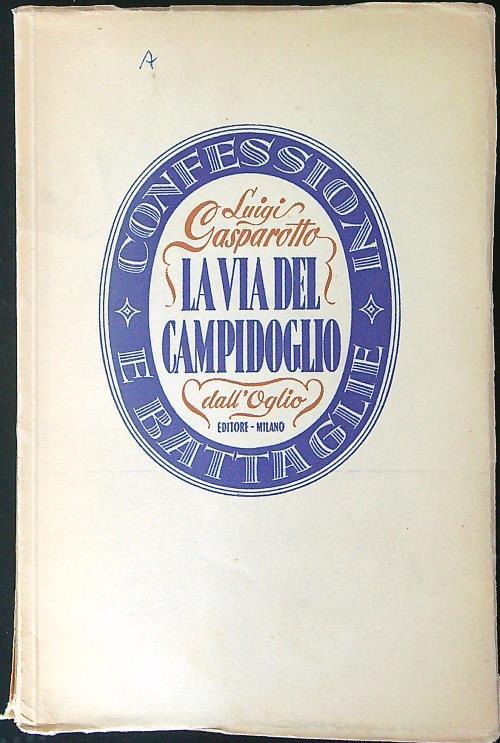 A
CONFESSIONI
Luigi
Gasparotto
LA VIA DEL
CAMPIDOGLIO
dall'Oglio
EDITORE - MILANO
E BATTAGLIE